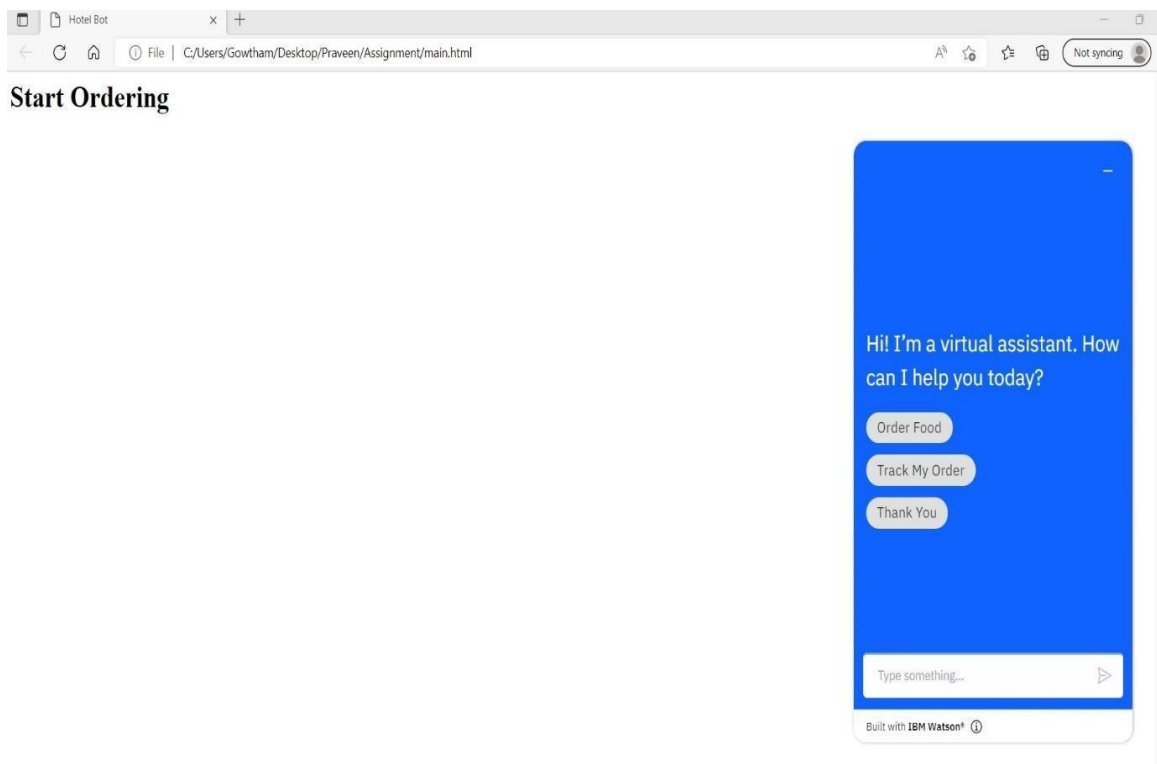 Hotel Bot
File | C:/Users/Gowtham/Desktop/Praveen/Assignment/main.html
Not syncing
Start Ordering
Hi! I'm a virtual assistant. How
can I help you today?
Order Food
Track My Order
Thank You
Type something...
Built with IBM Watson®